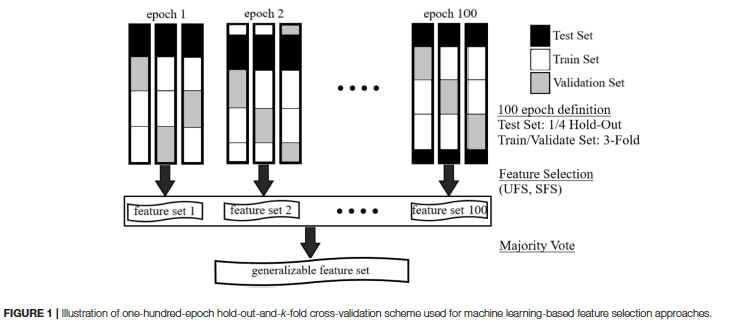 epoch 1
epoch 2
epoch 100
Test Set
Train Set
Validation Set
100 epoch definition
Test Set: 1/4 Hold-Out
Train/Validate Set: 3-Fold
Feature Selection
(UFS, SFS)
feature set 1
feature set 2
feature set 100
Majority Vote
generalizable feature set
FIGURE 1 | Illustration of one-hundred-epoch hold-out-and-k-fold cross-validation scheme used for machine learning-based feature selection approaches.